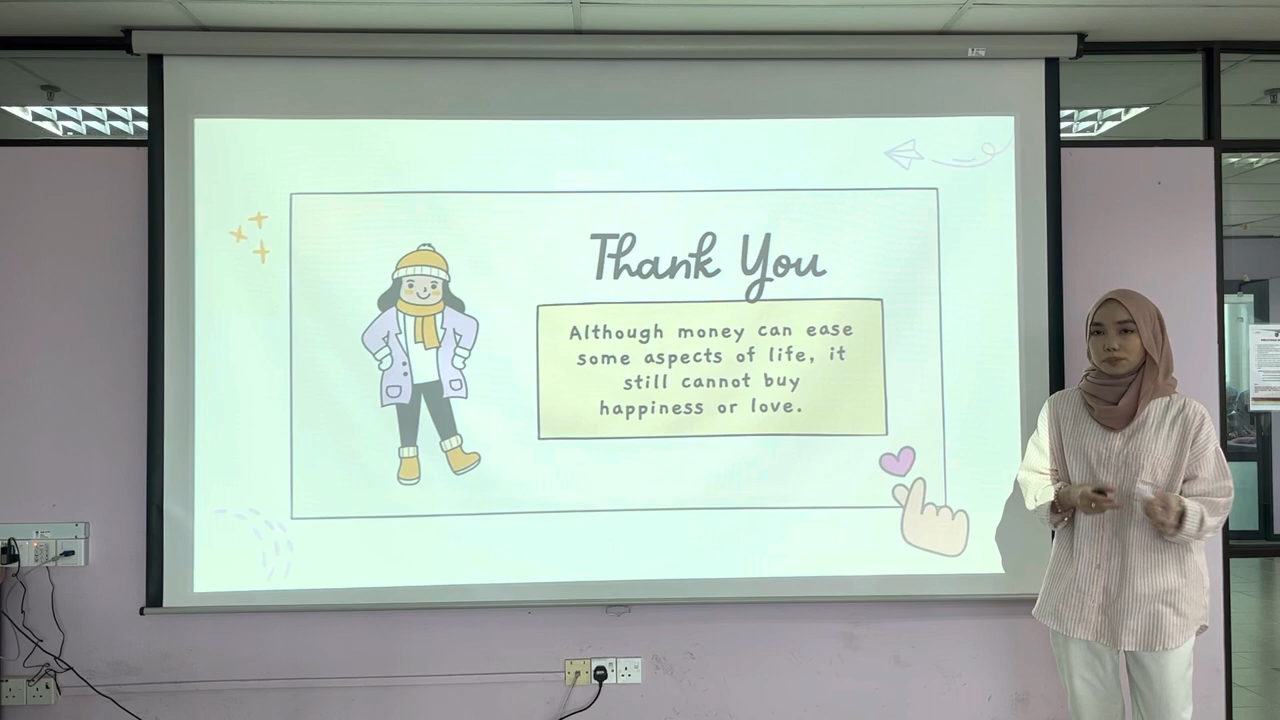 Thank You
Although money can ease
some aspects of life, it
still cannot buy
happiness or love.